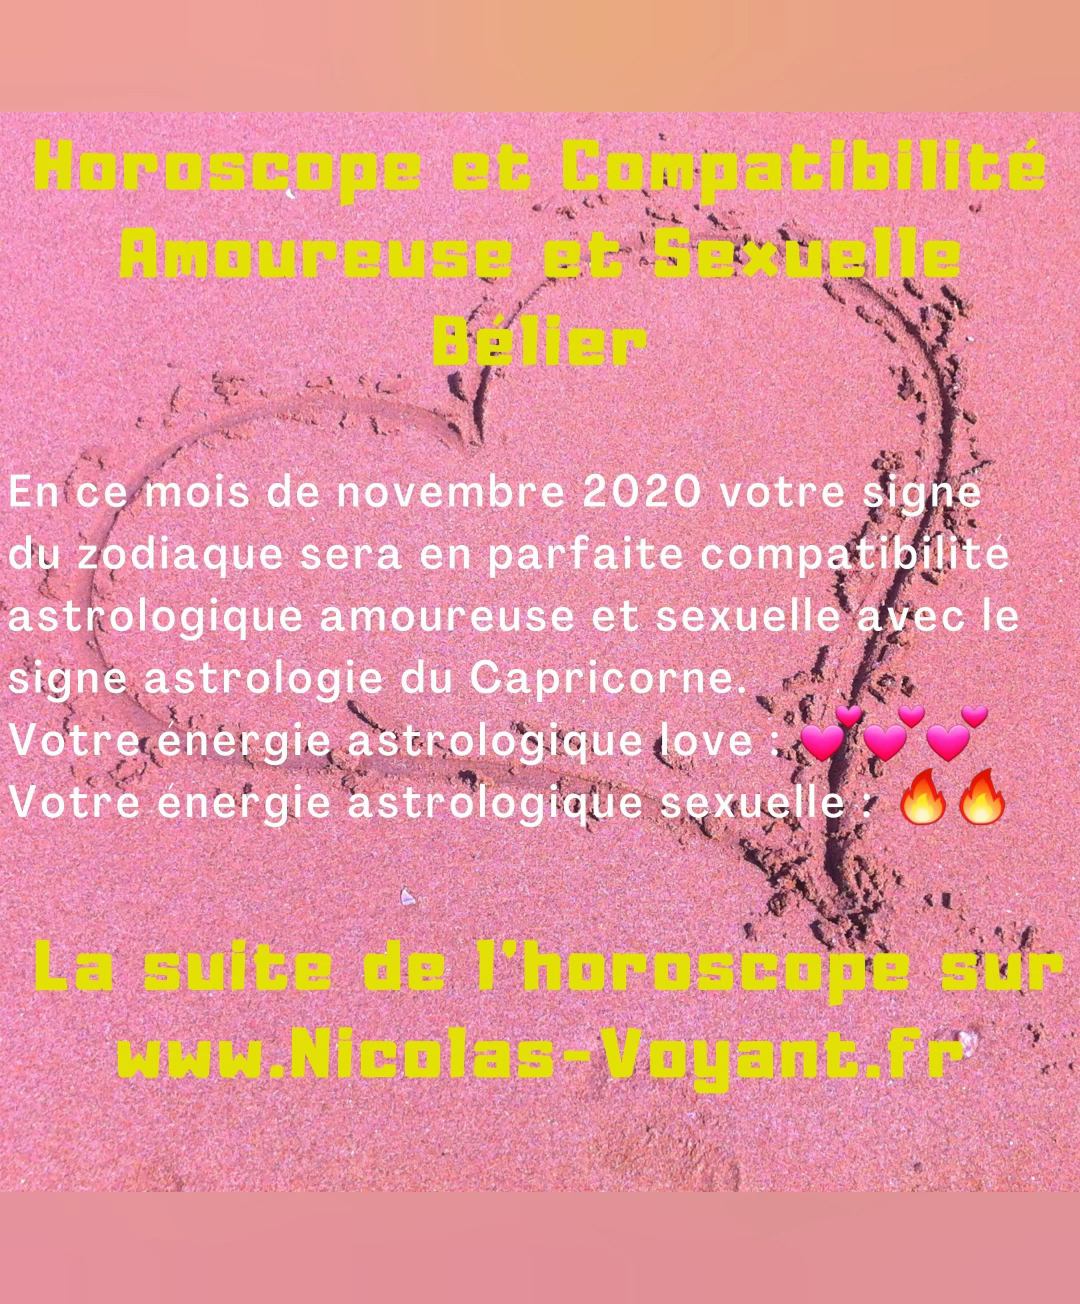 Horoscope et Compatibilité
Amoureuse et Sexuelle
Bélier
En ce mois de novembre 2020 votre signe
du zodiaque sera en parfaite compatibilité
astrologique amoureuse et sexuelle avec le
signe astrologie du Capricorne.
Votre énergie astrologique love : 💕💕💕
Votre énergie astrologique sexuelle : 🔥🔥
La suite de l'horoscope sur
www.Nicolas-Voyant.fr